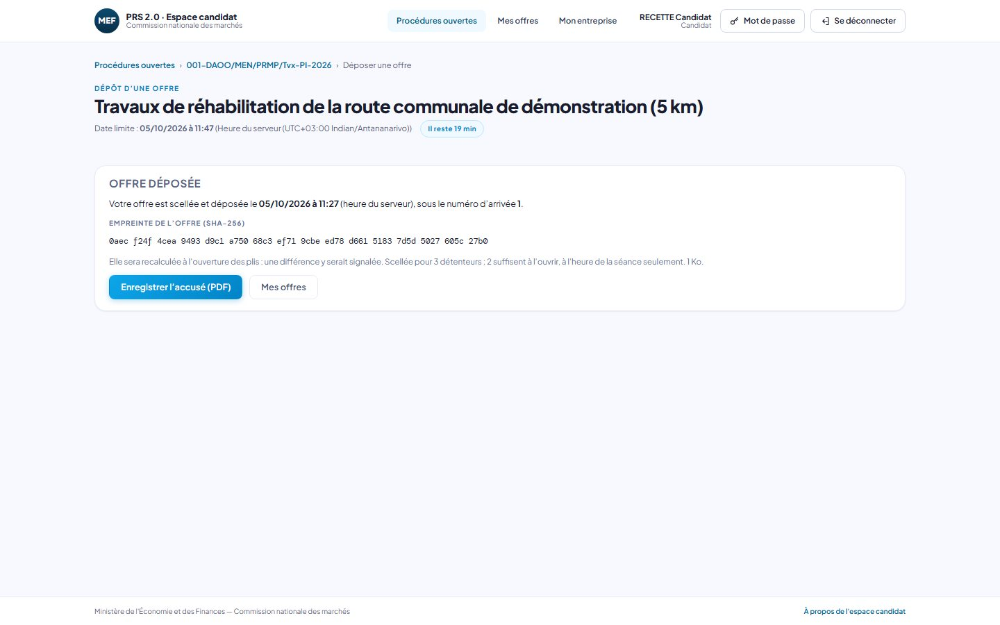 MEF
PRS 2.0 · Espace candidat
Commission nationale des marchés
Procédures ouvertes
Mes offres
Mon entreprise
RECETTE Candidat
Candidat
Mot de passe
Se déconnecter
Procédures ouvertes › 001-DAOO/MEN/PRMP/Tvx-PI-2026 › Déposer une offre
DÉPÔT D’UNE OFFRE
Travaux de réhabilitation de la route communale de démonstration (5 km)
Date limite : 05/10/2026 à 11:47 (Heure du serveur (UTC+03:00 Indian/Antananarivo))
Il reste 19 min
OFFRE DÉPOSÉE
Votre offre est scellée et déposée le 05/10/2026 à 11:27 (heure du serveur), sous le numéro d’arrivée 1.
EMPREINTE DE L’OFFRE (SHA-256)
0aec f24f 4cea 9493 d9c1 a750 68c3 ef71 9cbe ed78 d661 5183 7d5d 5027 605c 27b0
Elle sera recalculée à l’ouverture des plis : une différence y serait signalée. Scellée pour 3 détenteurs ; 2 suffisent à l’ouvrir, à l’heure de la séance seulement. 1 Ko.
Enregistrer l’accusé (PDF)
Mes offres
Ministère de l’Économie et des Finances — Commission nationale des marchés
À propos de l’espace candidat